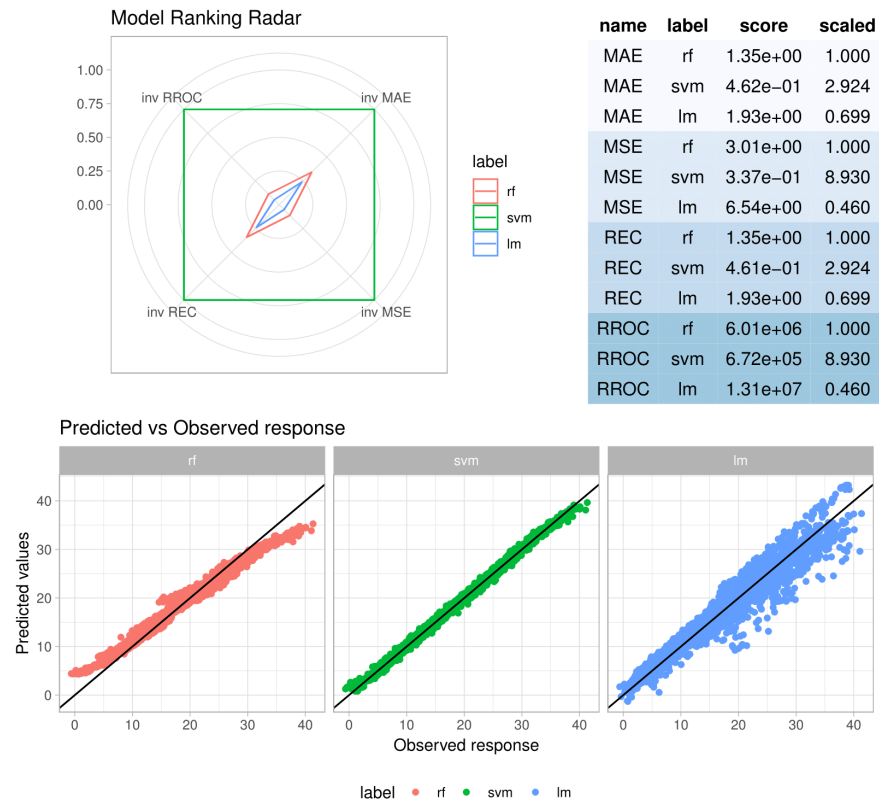 Model Ranking Radar
1.00
0.75
0.50
0.25
0.00
inv RROC
inv MAE
inv REC
inv MSE
label
rf
svm
lm
name label score scaled
MAE rf 1.35e+00 1.000
MAE svm 4.62e−01 2.924
MAE lm 1.93e+00 0.699
MSE rf 3.01e+00 1.000
MSE svm 3.37e−01 8.930
MSE lm 6.54e+00 0.460
REC rf 1.35e+00 1.000
REC svm 4.61e−01 2.924
REC lm 1.93e+00 0.699
RROC rf 6.01e+06 1.000
RROC svm 6.72e+05 8.930
RROC lm 1.31e+07 0.460
Predicted vs Observed response
rf svm lm
Predicted values
40
30
20
10
0
0 10 20 30 40 0 10 20 30 40 0 10 20 30 40
Observed response
label rf svm lm